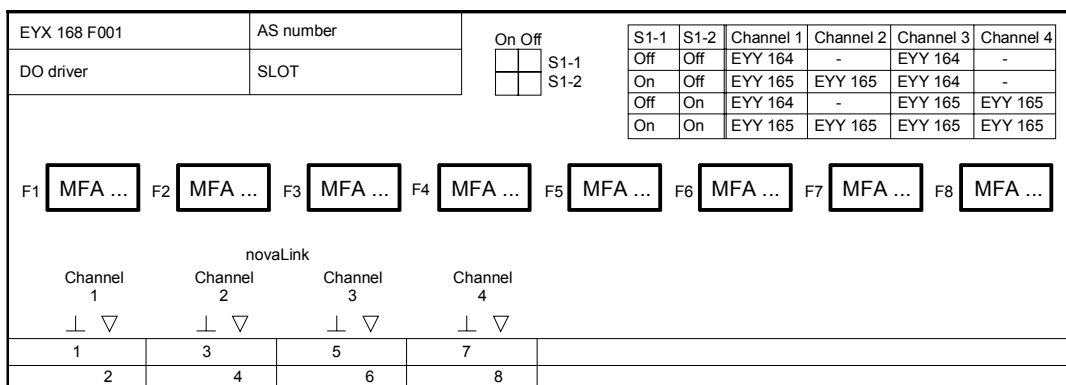 EYX 168 F001 AS number
DO driver SLOT
On Off
S1-1
S1-2
S1-1 S1-2 Channel 1 Channel 2 Channel 3 Channel 4
Off Off EYY 164 - EYY 164 -
On Off EYY 165 EYY 165 EYY 164 -
Off On EYY 164 - EYY 165 EYY 165
On On EYY 165 EYY 165 EYY 165 EYY 165
F1 MFA ... F2 MFA ... F3 MFA ... F4 MFA ... F5 MFA ... F6 MFA ... F7 MFA ... F8 MFA ...
novaLink
Channel Channel Channel Channel
1 2 3 4
1 3 5 7
2 4 6 8